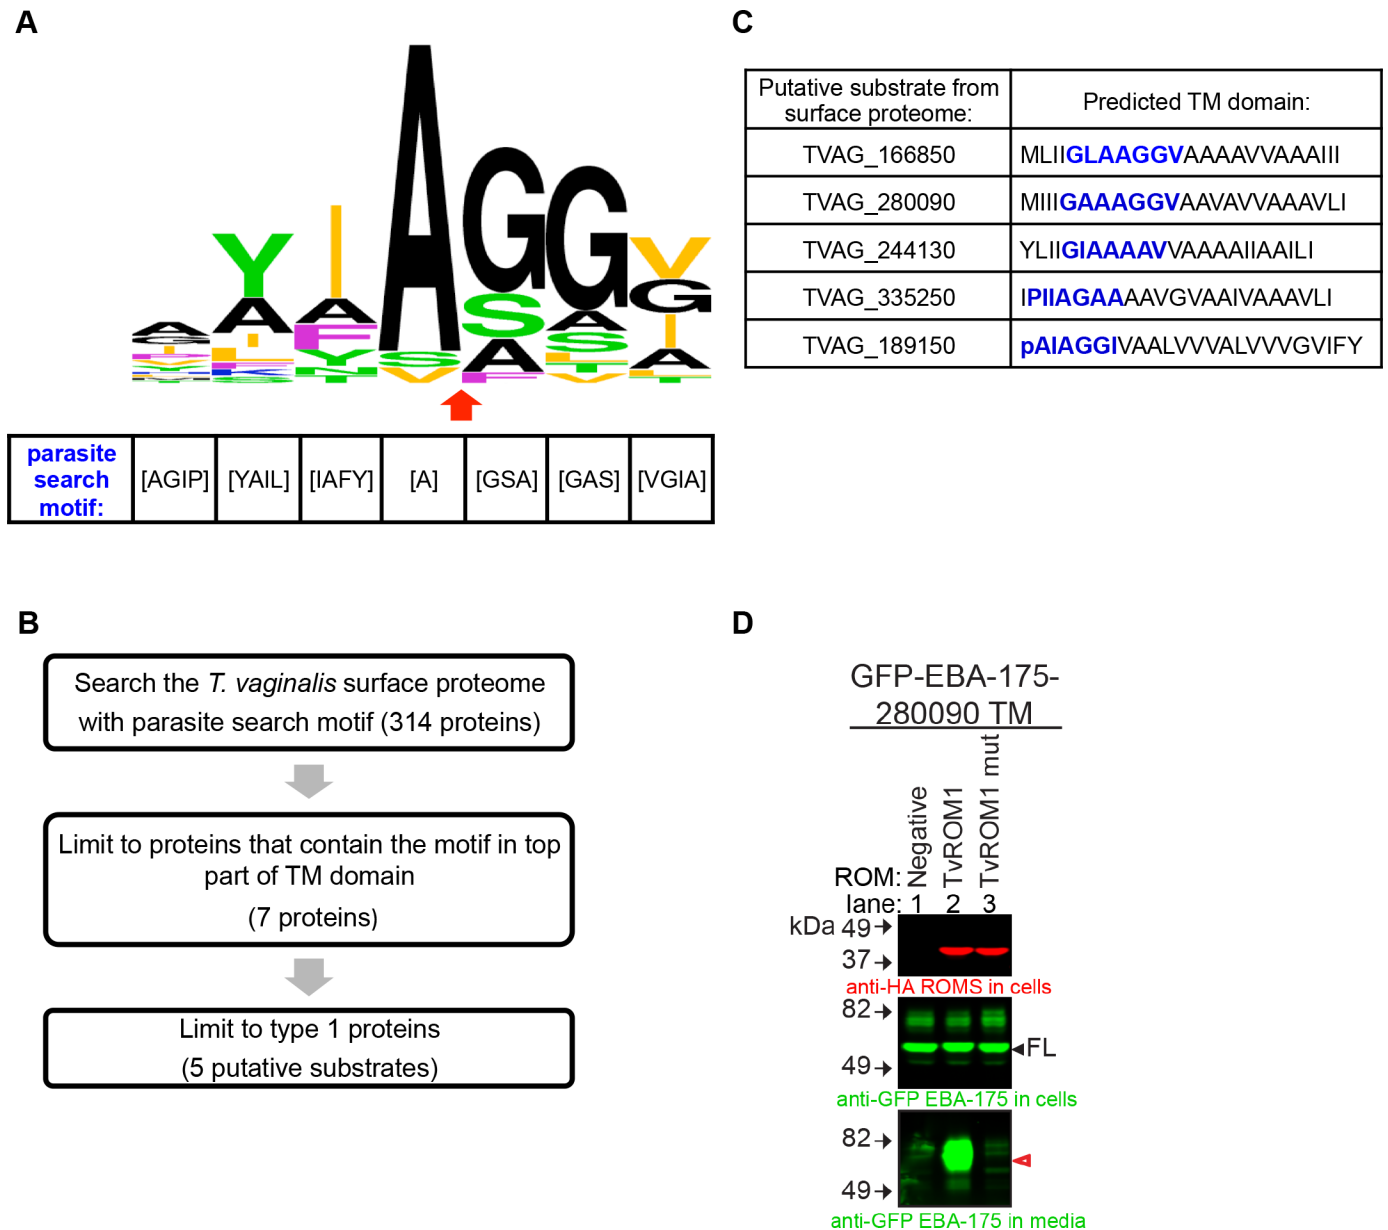 A
parasite
search
motif:
[AGIP] [YAIL] [IAFY] [A] [GSA] [GAS] [VGIA]
B
Search the T. vaginalis surface proteome
with parasite search motif (314 proteins)
Limit to proteins that contain the motif in top
part of TM domain
(7 proteins)
Limit to type 1 proteins
(5 putative substrates)
C
Putative substrate from
surface proteome:
Predicted TM domain:
TVAG_166850 MLIIGLAAGGVAAAAVVAAAIII
TVAG_280090 MIIIGAAAGGVAAVAVVAAAVLI
TVAG_244130 YLIIGIAAAAVVAAAAIIAAILI
TVAG_335250 IPIIAGAAAAVGVAAIVAAAVLI
TVAG_189150 pAIAGGIVAALVVVALVVVGVIFY
D
GFP-EBA-175-
280090 TM
ROM: Negative TvROM1 TvROM1 mut
lane: 1 2 3
kDa 49
37
anti-HA ROMS in cells
82
FL
49
anti-GFP EBA-175 in cells
82
49
anti-GFP EBA-175 in media